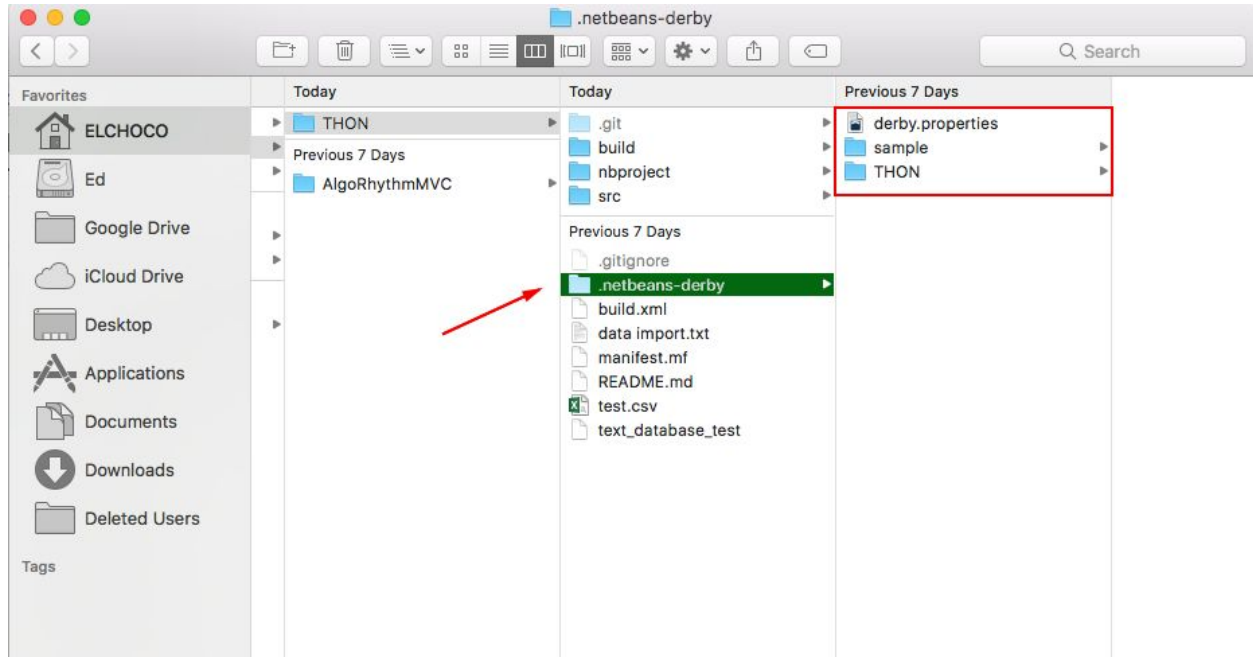 .netbeans-derby
Search
Favorites
ELCHOCO
Ed
Google Drive
iCloud Drive
Desktop
Applications
Documents
Downloads
Deleted Users
Tags
Today
THON
Previous 7 Days
AlgoRhythmMVC
Today
.git
build
nbproject
src
Previous 7 Days
.gitignore
.netbeans-derby
build.xml
data import.txt
manifest.mf
README.md
test.csv
text_database_test
Previous 7 Days
derby.properties
sample
THON